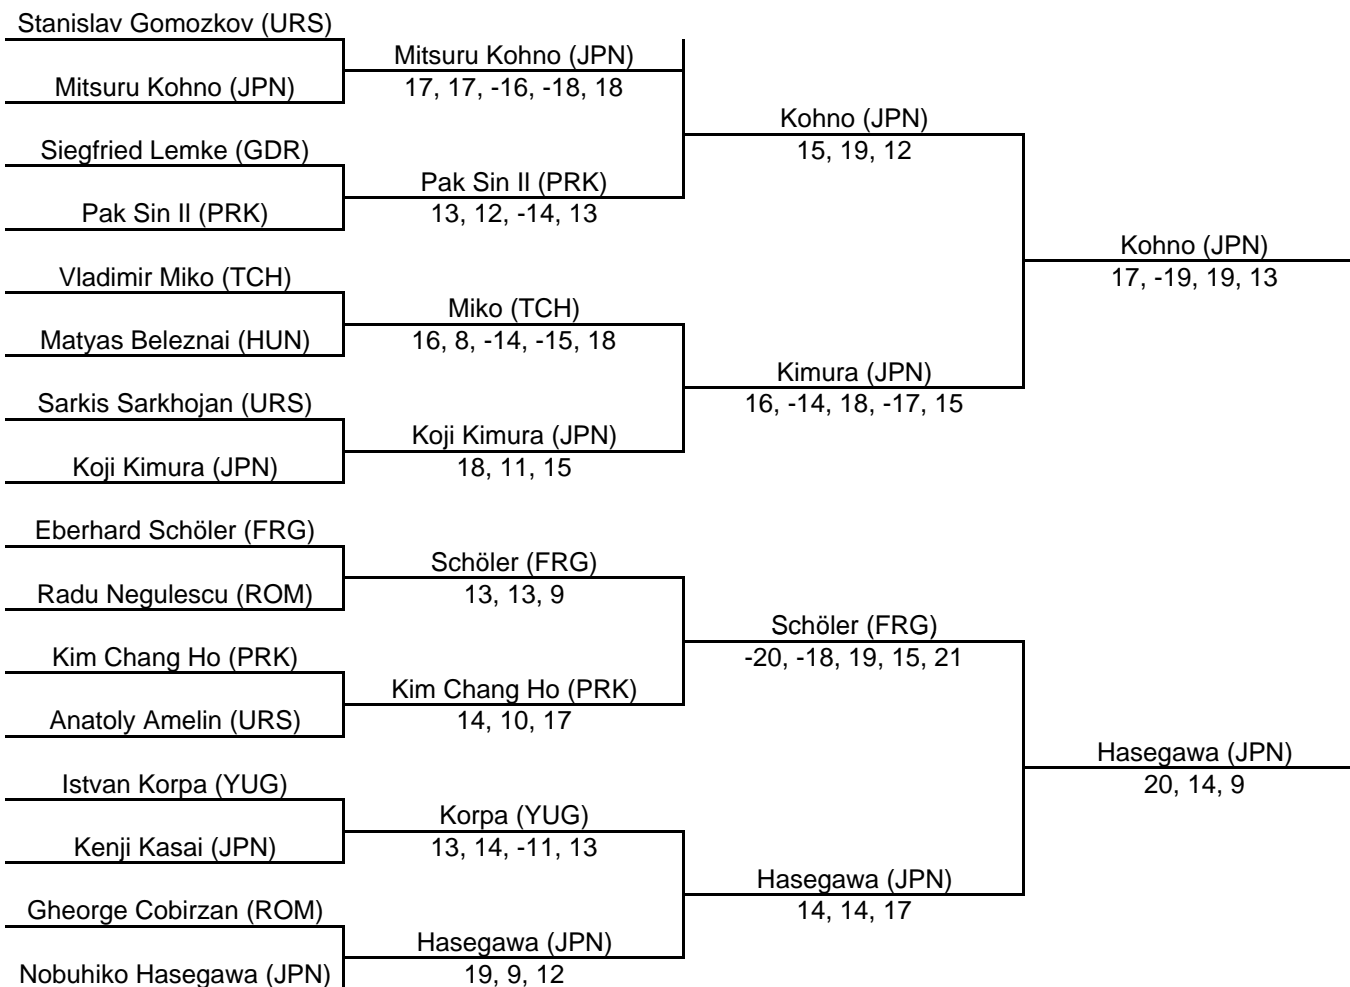 Stanislav Gomozkov (URS)
Mitsuru Kohno (JPN)
Siegfried Lemke (GDR)
Pak Sin Il (PRK)
Vladimir Miko (TCH)
Matyas Beleznai (HUN)
Sarkis Sarkhojan (URS)
Koji Kimura (JPN)
Eberhard Schöler (FRG)
Radu Negulescu (ROM)
Kim Chang Ho (PRK)
Anatoly Amelin (URS)
Istvan Korpa (YUG)
Kenji Kasai (JPN)
Gheorge Cobirzan (ROM)
Nobuhiko Hasegawa (JPN)
Mitsuru Kohno (JPN)
17, 17, -16, -18, 18
Pak Sin Il (PRK)
13, 12, -14, 13
Miko (TCH)
16, 8, -14, -15, 18
Koji Kimura (JPN)
18, 11, 15
Schöler (FRG)
13, 13, 9
Kim Chang Ho (PRK)
14, 10, 17
Korpa (YUG)
13, 14, -11, 13
Hasegawa (JPN)
19, 9, 12
Kohno (JPN)
15, 19, 12
Kimura (JPN)
16, -14, 18, -17, 15
Schöler (FRG)
-20, -18, 19, 15, 21
Hasegawa (JPN)
14, 14, 17
Kohno (JPN)
17, -19, 19, 13
Hasegawa (JPN)
20, 14, 9